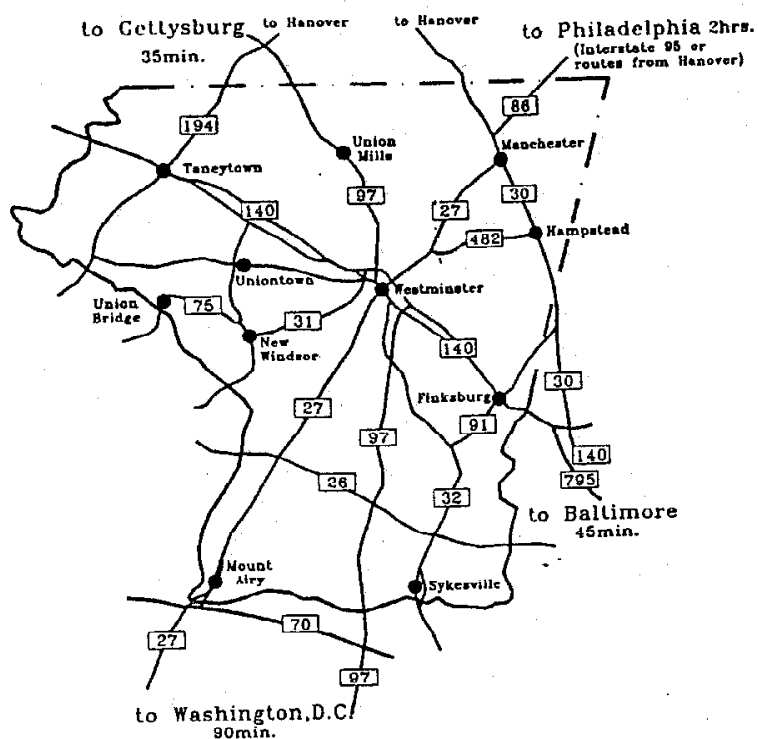 to Gettysburg
35min.
to Hanover
to Hanover
to Philadelphia 2hrs.
(Interstate 95 or
routes from Hanover)
86
194
Union
Mills
Manchester
Taneytown
97
30
27
140
482
Hampstead
Uniontown
Westminster
Union
Bridge
75
31
New
Windsor
140
30
Finksburg
27
91
97
140
26
795
32
to Baltimore
45min.
Mount
Airy
Sykesville
70
27
97
to Washington,D.C.
90min.